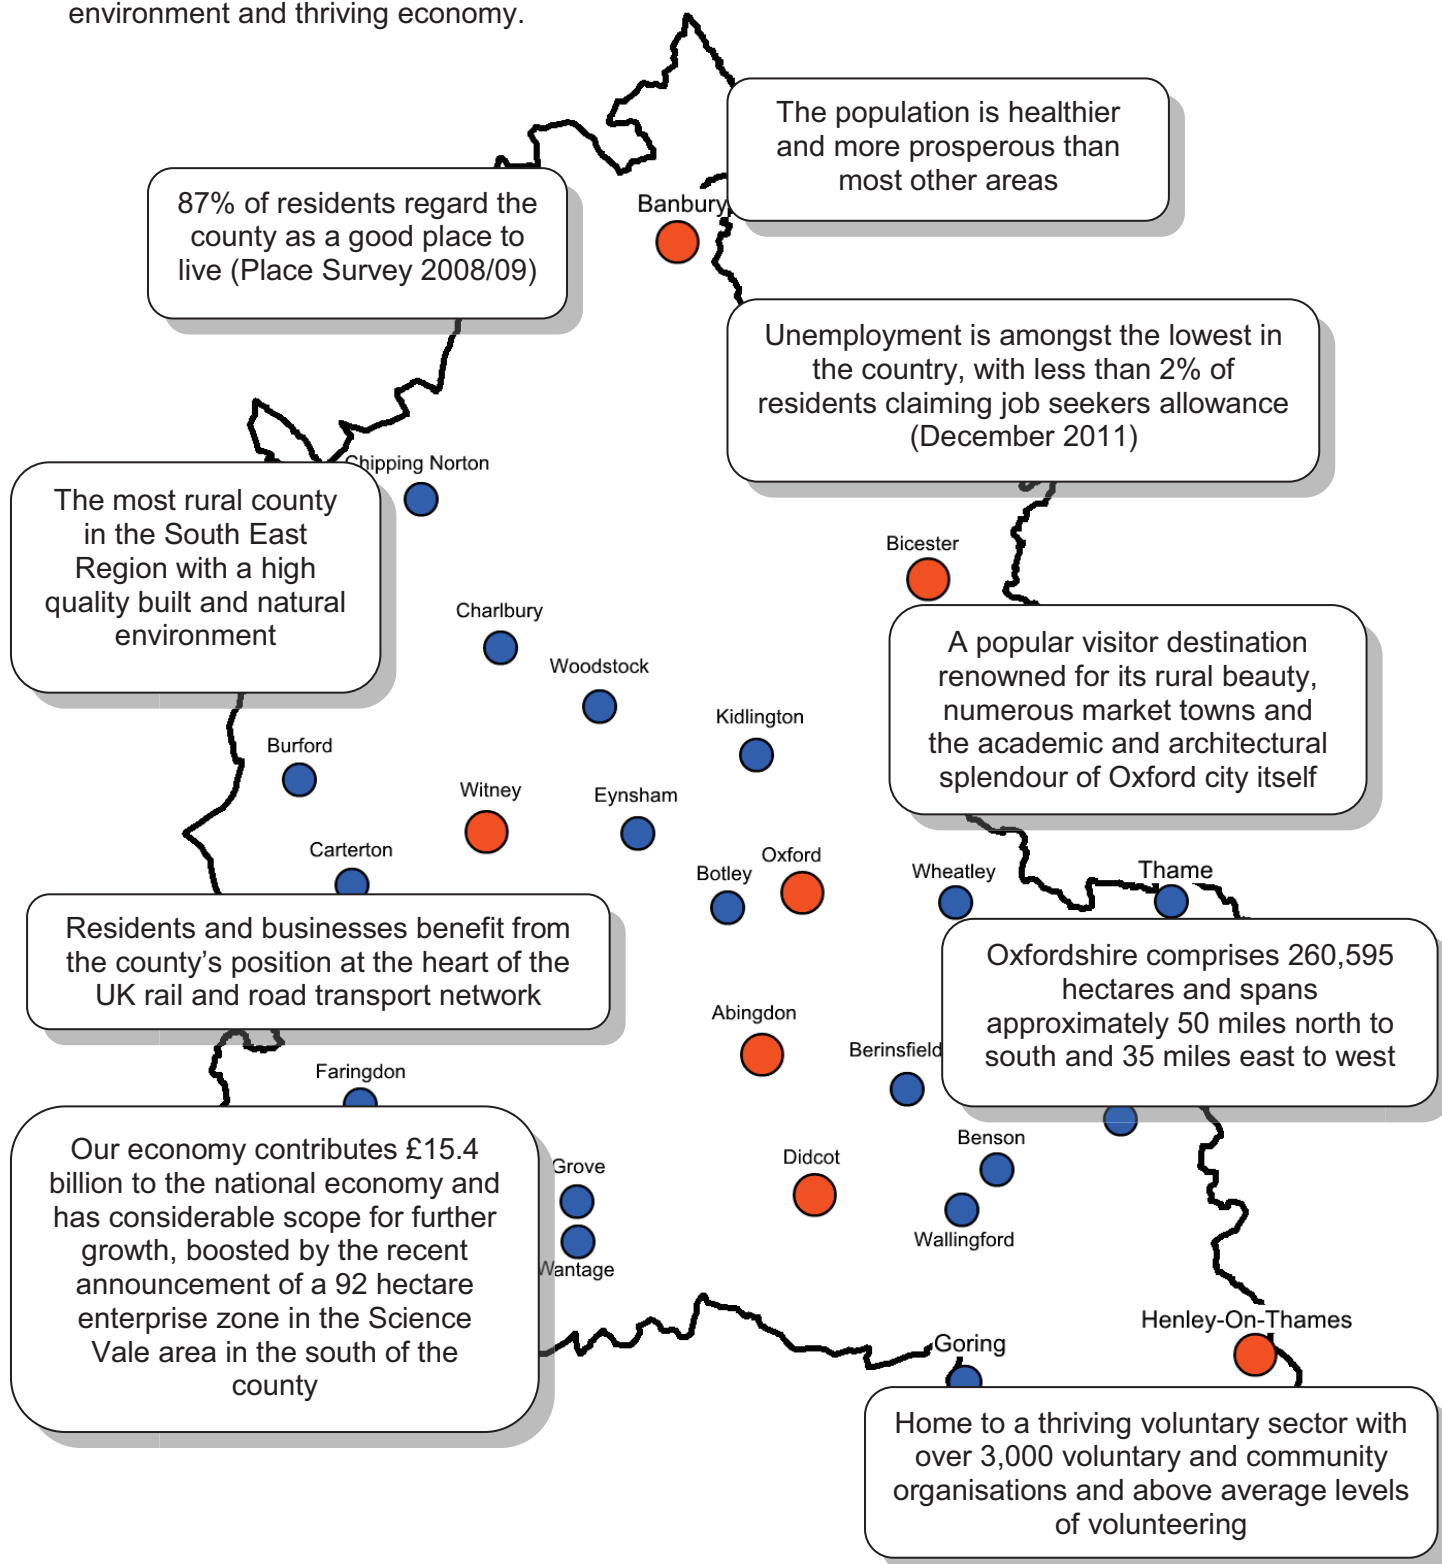 environment and thriving economy.
The population is healthier
and more prosperous than
most other areas
87% of residents regard the
county as a good place to
live (Place Survey 2008/09)
Banbury
Unemployment is amongst the lowest in
the country, with less than 2% of
residents claiming job seekers allowance
(December 2011)
Chipping Norton
The most rural county
in the South East
Region with a high
quality built and natural
environment
Bicester
Charlbury
A popular visitor destination
renowned for its rural beauty,
numerous market towns and
the academic and architectural
splendour of Oxford city itself
Woodstock
Kidlington
Burford
Witney
Eynsham
Carterton
Botley
Oxford
Wheatley
Thame
Residents and businesses benefit from
the county’s position at the heart of the
UK rail and road transport network
Oxfordshire comprises 260,595
hectares and spans
approximately 50 miles north to
south and 35 miles east to west
Abingdon
Berinsfield
Faringdon
Our economy contributes £15.4
billion to the national economy and
has considerable scope for further
growth, boosted by the recent
announcement of a 92 hectare
enterprise zone in the Science
Vale area in the south of the
county
Benson
Didcot
Grove
Wallingford
Wantage
Henley-On-Thames
Goring
Home to a thriving voluntary sector with
over 3,000 voluntary and community
organisations and above average levels
of volunteering